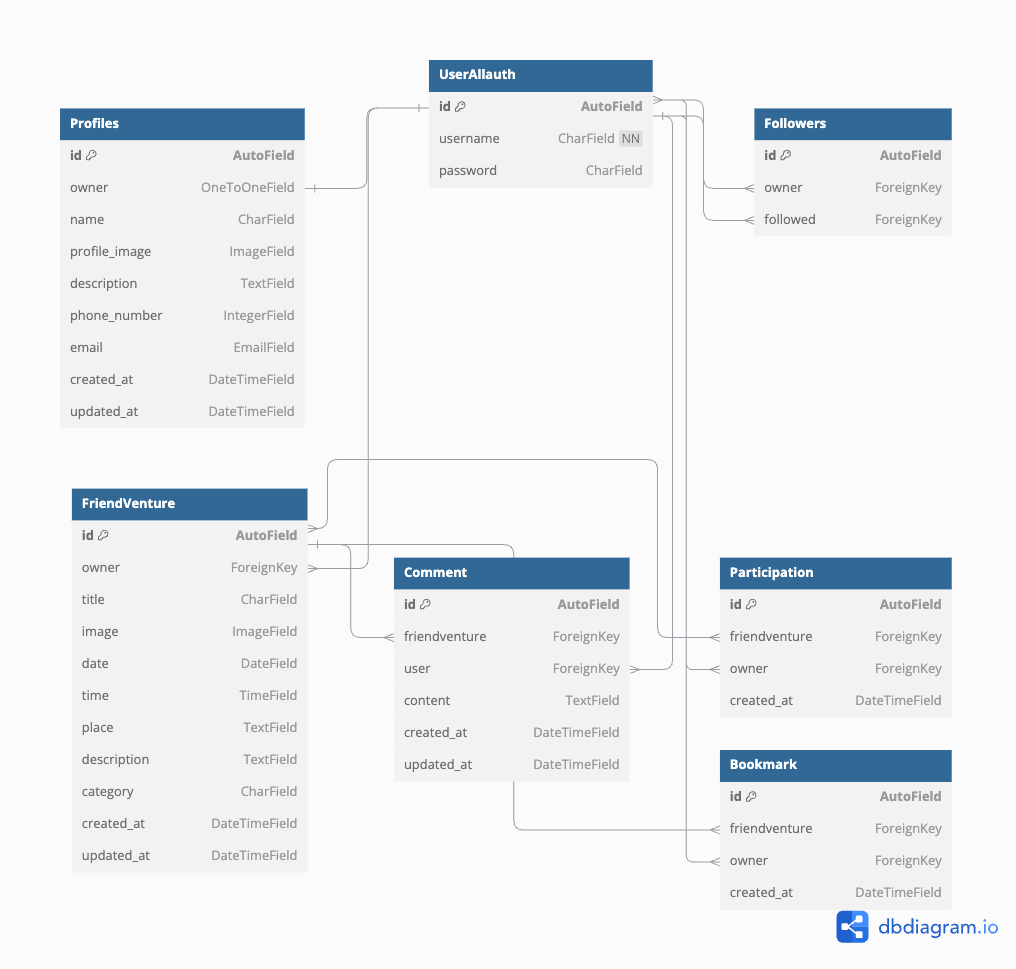 UserAllauth
id AutoField
username CharField NN
password CharField
Profiles
id AutoField
owner OneToOneField
name CharField
profile_image ImageField
description TextField
phone_number IntegerField
email EmailField
created_at DateTimeField
updated_at DateTimeField
Followers
id AutoField
owner ForeignKey
followed ForeignKey
FriendVenture
id AutoField
owner ForeignKey
title CharField
image ImageField
date DateField
time TimeField
place TextField
description TextField
category CharField
created_at DateTimeField
updated_at DateTimeField
Comment
id AutoField
friendventure ForeignKey
user ForeignKey
content TextField
created_at DateTimeField
updated_at DateTimeField
Participation
id AutoField
friendventure ForeignKey
owner ForeignKey
created_at DateTimeField
Bookmark
id AutoField
friendventure ForeignKey
owner ForeignKey
created_at DateTimeField
dbdiagram.io